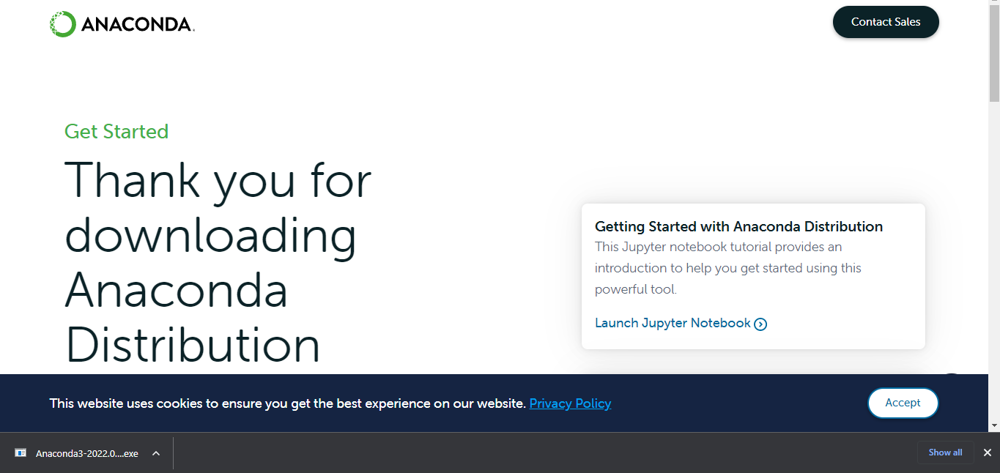 ANACONDA.
Contact Sales
Get Started
Thank you for
downloading
Anaconda
Distribution
Getting Started with Anaconda Distribution
This Jupyter notebook tutorial provides an
introduction to help you get started using this
powerful tool.
Launch Jupyter Notebook
This website uses cookies to ensure you get the best experience on our website. Privacy Policy
Accept
Anaconda3-2022.0....exe
Show all